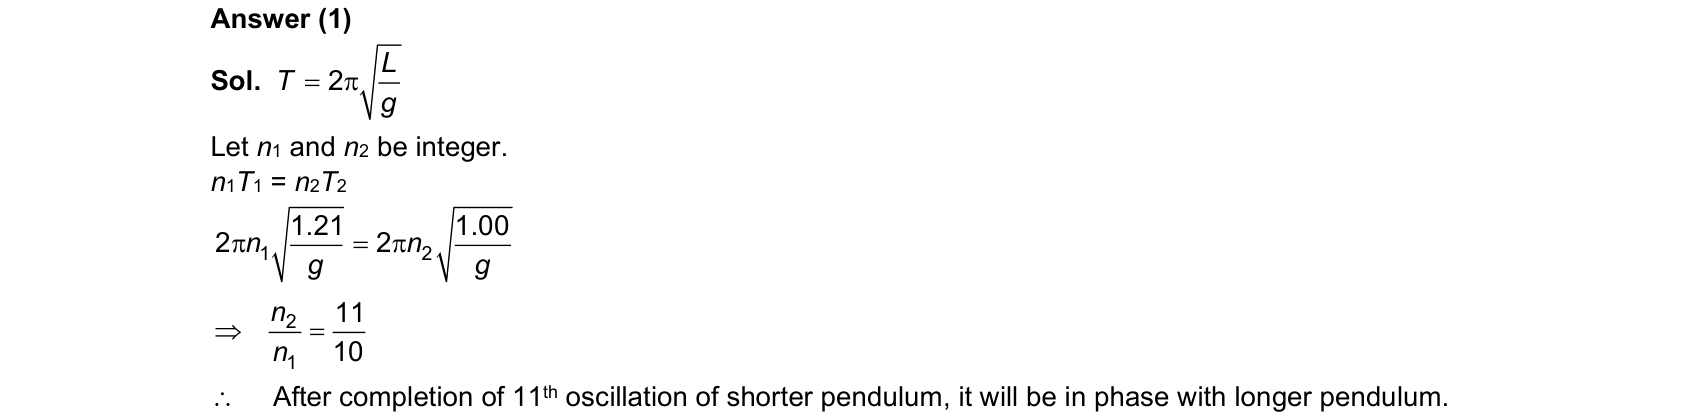 Answer (1)
Sol. T = 2π√(L/g)
Let n₁ and n₂ be integer.
n₁T₁ = n₂T₂
2πn₁√(1.21/g) = 2πn₂√(1.00/g)
⇒ n₂/n₁ = 11/10
∴ After completion of 11ᵗʰ oscillation of shorter pendulum, it will be in phase with longer pendulum.